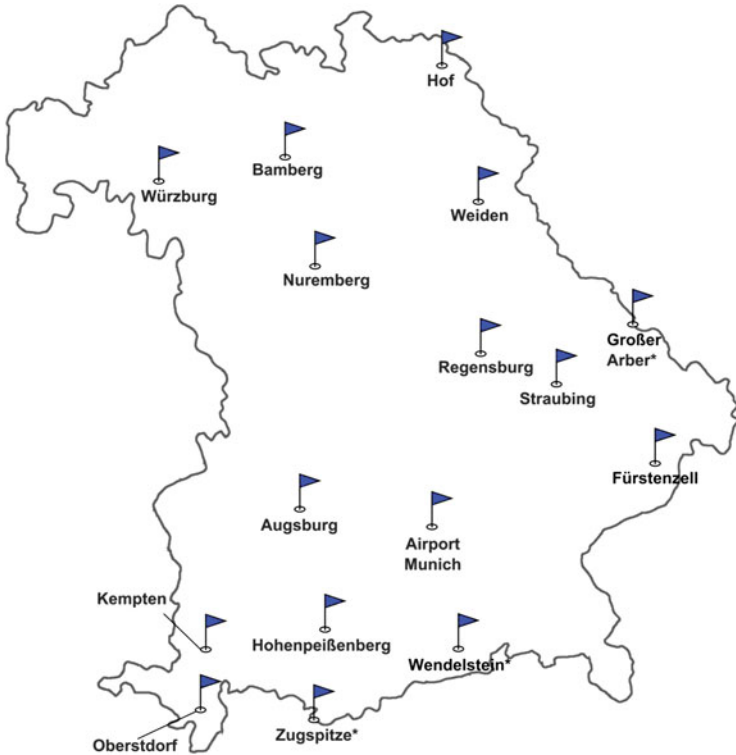 Hof
Bamberg
Würzburg
Weiden
Nuremberg
Großer
Arber*
Regensburg
Straubing
Fürstenzell
Augsburg
Airport
Munich
Kempten
Hohenpeißenberg
Wendelstein*
Oberstdorf
Zugspitze*